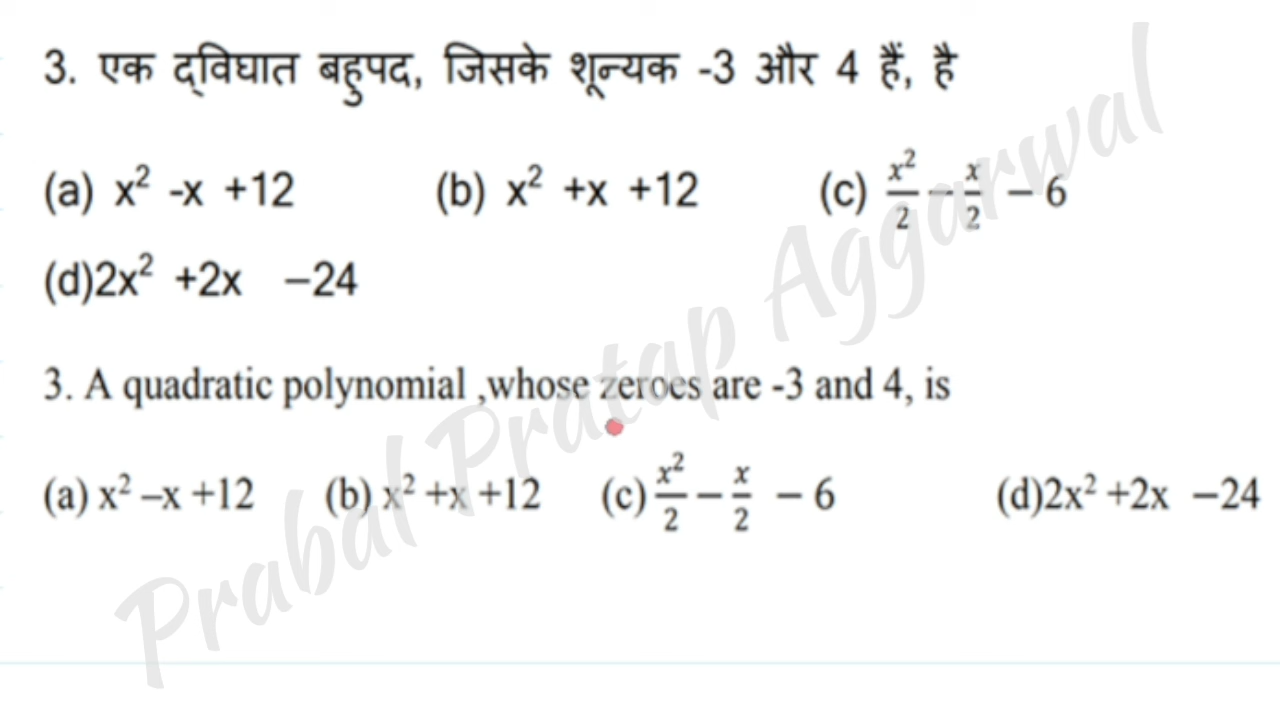 3. एक द्विघात बहुपद, जिसके शून्यक -3 और 4 हैं, है
(a) x² -x +12 (b) x² +x +12 (c) x²/2 − x/2 − 6
(d)2x² +2x −24
3. A quadratic polynomial ,whose zeroes are -3 and 4, is
(a) x² –x +12 (b) x² +x +12 (c) x²/2 − x/2 − 6 (d)2x² +2x −24
Prabal Pratap Aggarwal